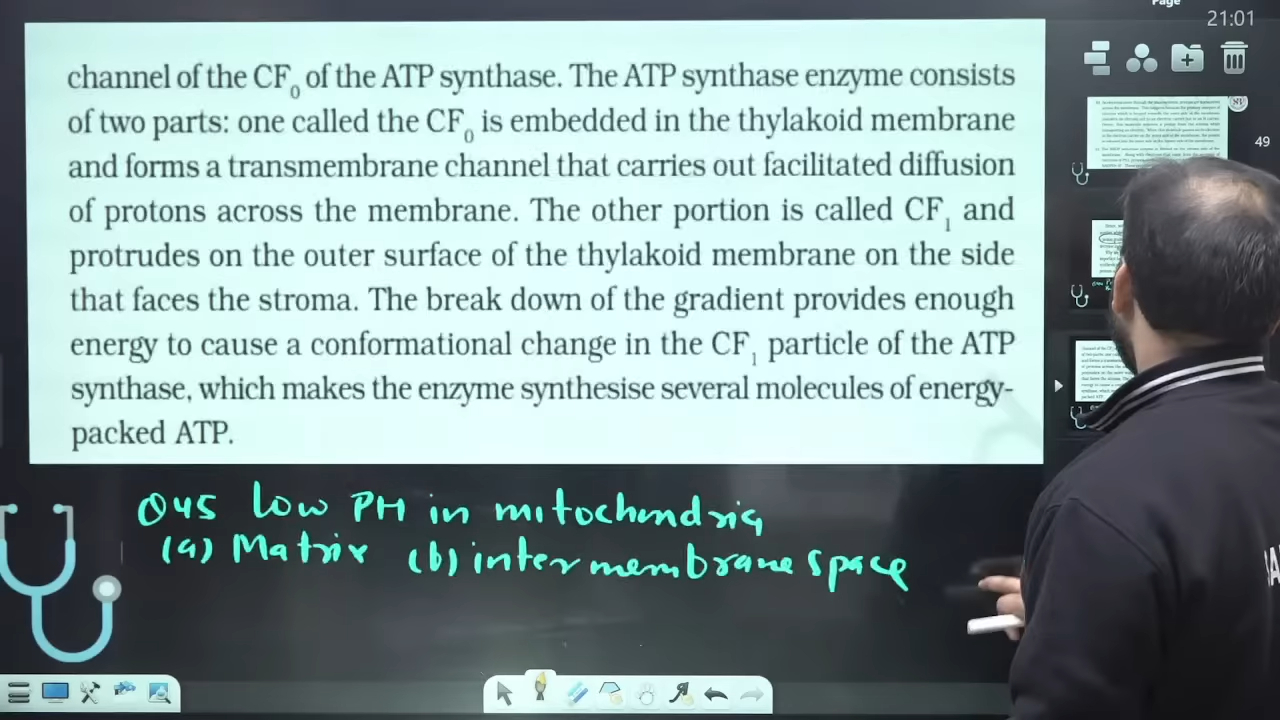 Page
21:01
channel of the CF0 of the ATP synthase. The ATP synthase enzyme consists
of two parts: one called the CF0 is embedded in the thylakoid membrane
and forms a transmembrane channel that carries out facilitated diffusion
of protons across the membrane. The other portion is called CF1 and
protrudes on the outer surface of the thylakoid membrane on the side
that faces the stroma. The break down of the gradient provides enough
energy to cause a conformational change in the CF1 particle of the ATP
synthase, which makes the enzyme synthesise several molecules of energy-
packed ATP.
49
Q45 Low PH in mitochondria
(a) Matrix (b) intermembrane space